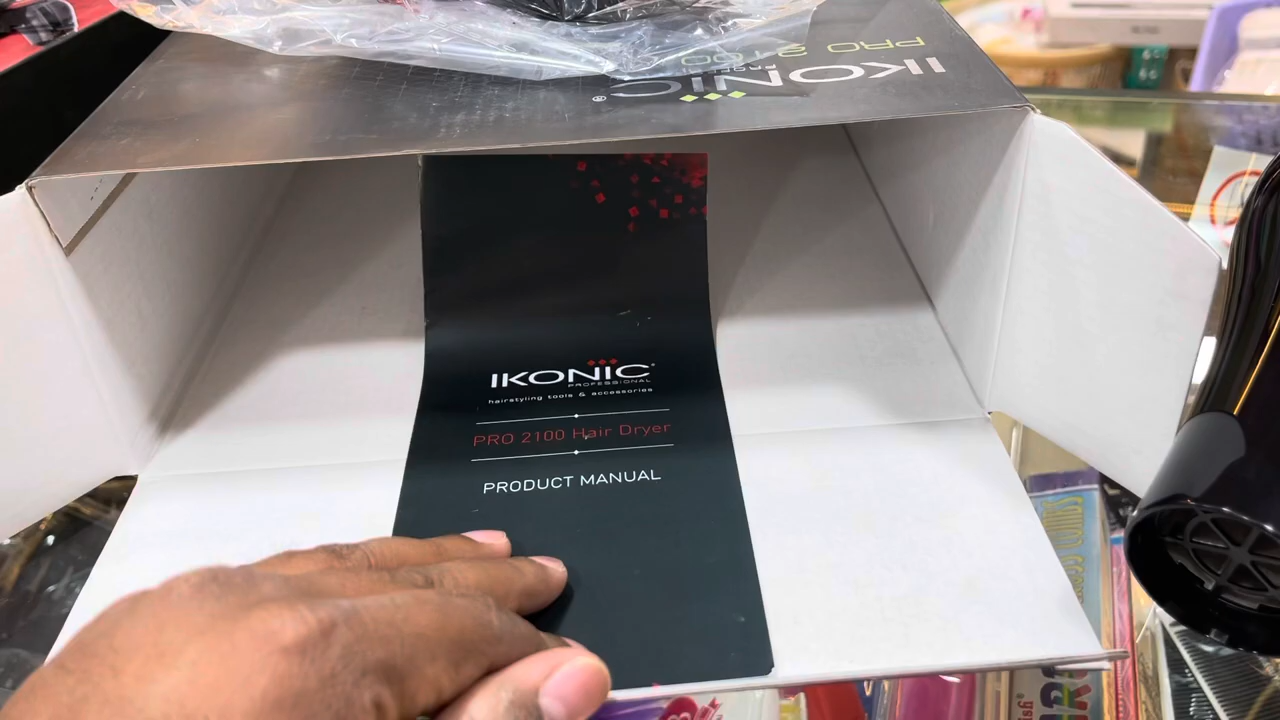 PRO 2100
IKONIC
IKONIC
PROFESSIONAL
hairstyling tools & accessories
PRO 2100 Hair Dryer
PRODUCT MANUAL